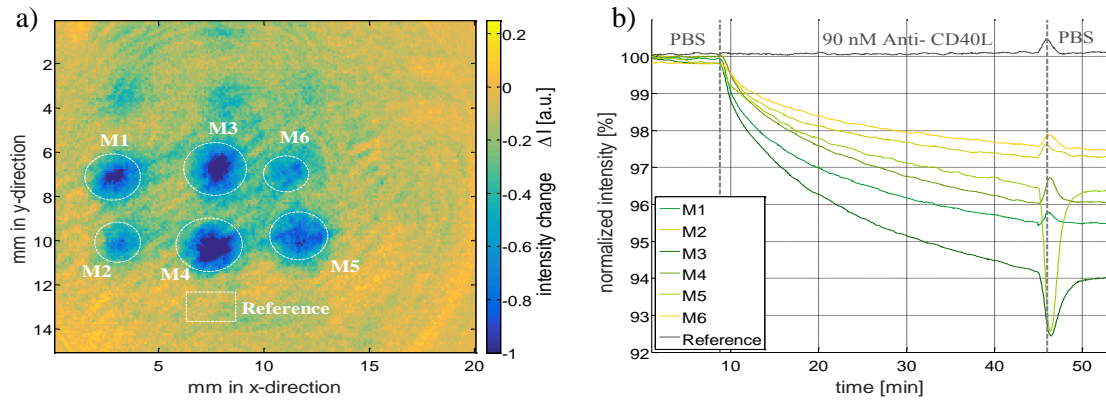 a)
0.2
0
-0.2
-0.4
-0.6
-0.8
-1
intensity change ΔI [a.u.]
2
4
6
8
10
12
14
mm in y-direction
M1
M3
M6
M2
M4
M5
Reference
5
10
15
20
mm in x-direction
b)
PBS
90 nM Anti- CD40L
PBS
100
99
98
97
96
95
94
93
92
normalized intensity [%]
M1
M2
M3
M4
M5
M6
Reference
10
20
30
40
50
time [min]